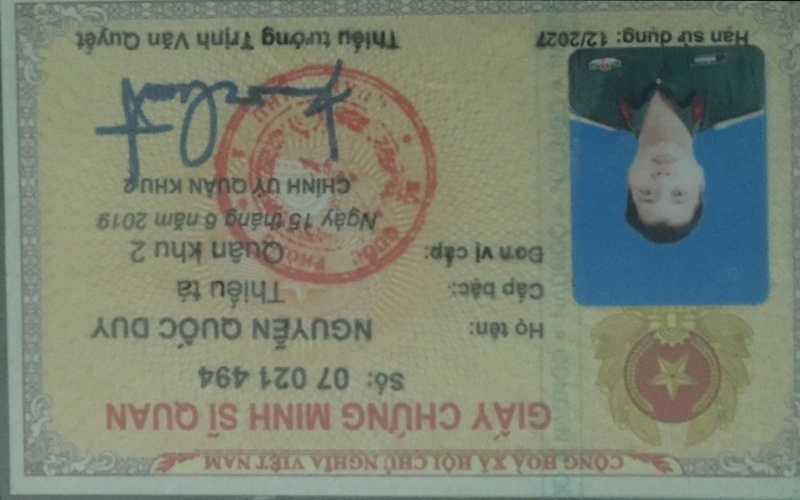 CỘNG HOÀ XÃ HỘI CHỦ NGHĨA VIỆT NAM
GIẤY CHỨNG MINH SĨ QUAN
Số: 07 021 494
Họ tên: NGUYỄN QUỐC DUY
Cấp bậc: Thiếu tá
Đơn vị cấp: Quân khu 2
Ngày 15 tháng 6 năm 2019
CHÍNH UỶ QUÂN KHU 2
Thiếu tướng Trịnh Văn Quyết
Hạn sử dụng: 12/2027